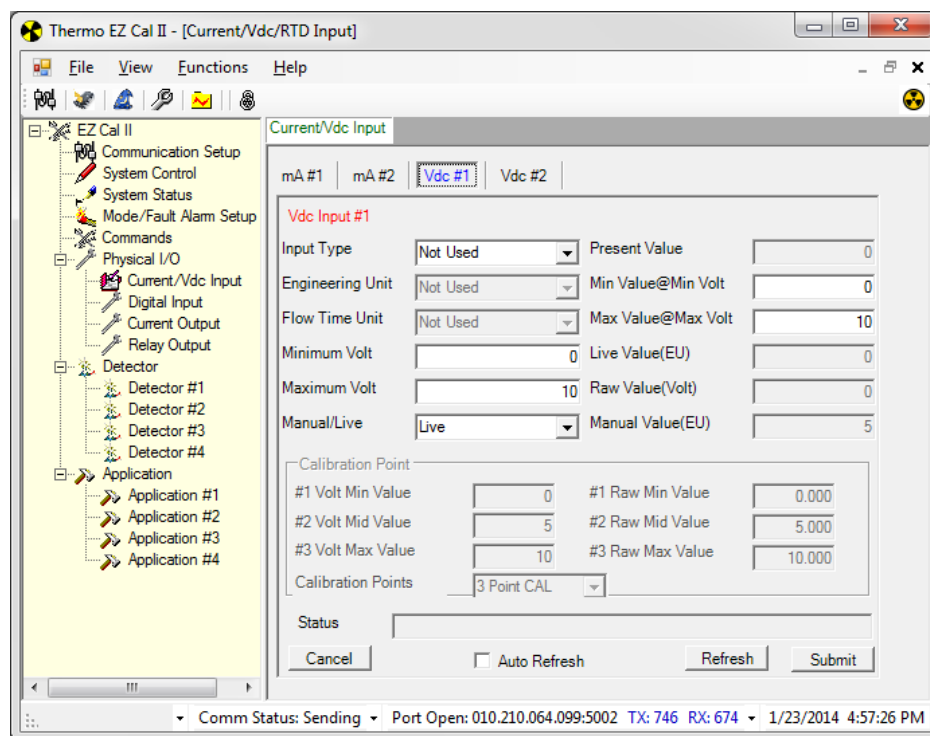 Thermo EZ Cal II - [Current/Vdc/RTD Input]
File View Functions Help
EZ Cal II
Communication Setup
System Control
System Status
Mode/Fault Alarm Setup
Commands
Physical I/O
Current/Vdc Input
Digital Input
Current Output
Relay Output
Detector
Detector #1
Detector #2
Detector #3
Detector #4
Application
Application #1
Application #2
Application #3
Application #4
Current/Vdc Input
mA #1 mA #2 Vdc #1 Vdc #2
Vdc Input #1
Input Type Not Used Present Value 0
Engineering Unit Not Used Min Value@Min Volt 0
Flow Time Unit Not Used Max Value@Max Volt 10
Minimum Volt 0 Live Value(EU) 0
Maximum Volt 10 Raw Value(Volt) 0
Manual/Live Live Manual Value(EU) 5
Calibration Point
#1 Volt Min Value 0 #1 Raw Min Value 0.000
#2 Volt Mid Value 5 #2 Raw Mid Value 5.000
#3 Volt Max Value 10 #3 Raw Max Value 10.000
Calibration Points 3 Point CAL
Status
Cancel Auto Refresh Refresh Submit
Comm Status: Sending Port Open: 010.210.064.099:5002 TX: 746 RX: 674 1/23/2014 4:57:26 PM